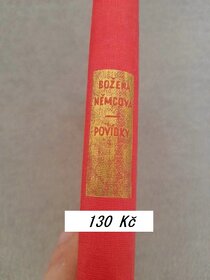 BOŽENA
NĚMCOVÁ
POVÍDKY
130 Kč